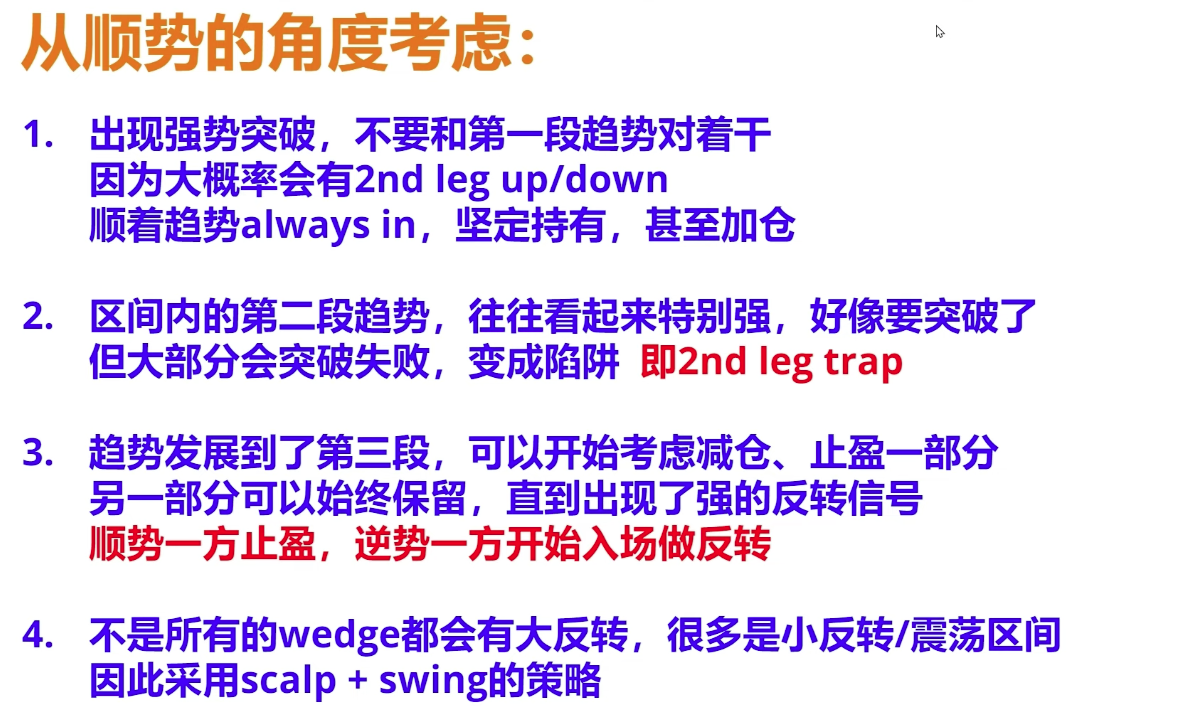 从顺势的角度考虑：
1. 出现强势突破，不要和第一段趋势对着干
因为大概率会有2nd leg up/down
顺着趋势always in，坚定持有，甚至加仓
2. 区间内的第二段趋势，往往看起来特别强，好像要突破了
但大部分会突破失败，变成陷阱 即2nd leg trap
3. 趋势发展到了第三段，可以开始考虑减仓、止盈一部分
另一部分可以始终保留，直到出现了强的反转信号
顺势一方止盈，逆势一方开始入场做反转
4. 不是所有的wedge都会有大反转，很多是小反转/震荡区间
因此采用scalp + swing的策略